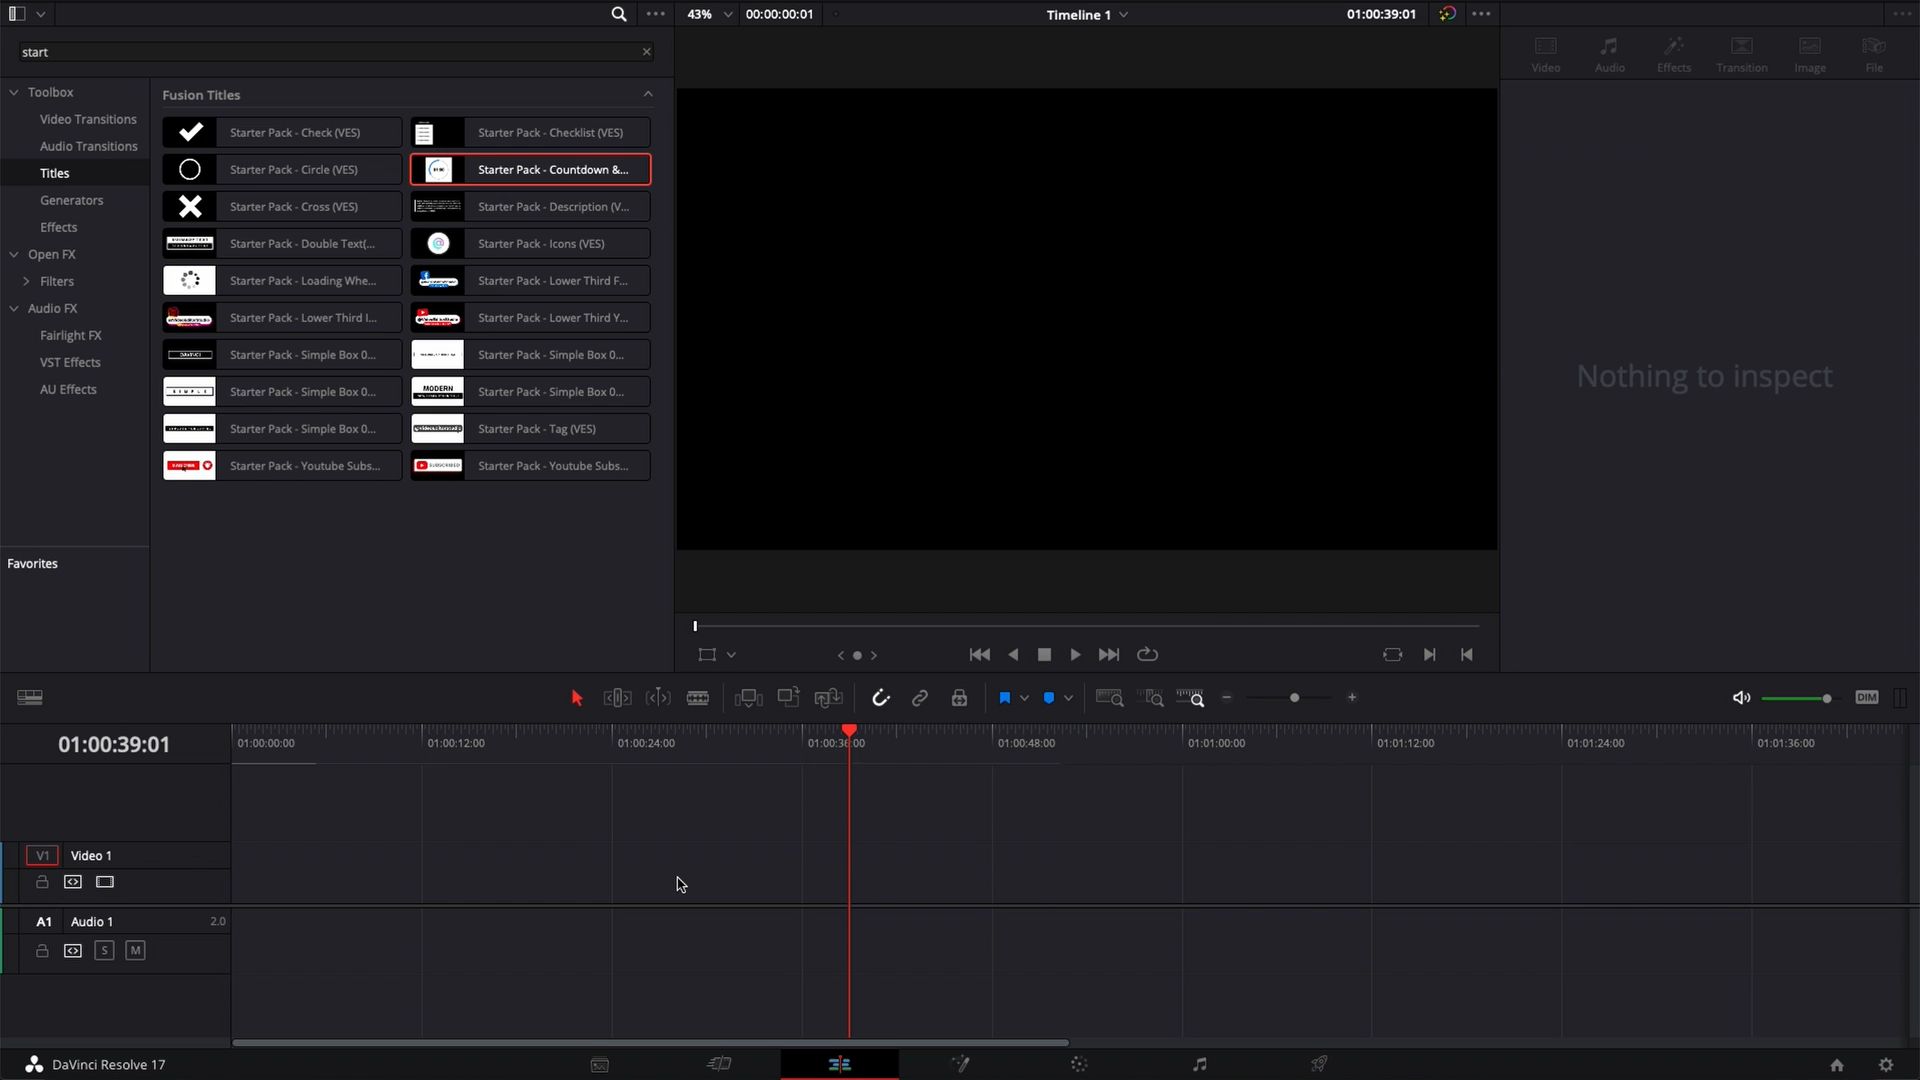 43%
00:00:00:01
Timeline 1
01:00:39:01
start
Video
Audio
Effects
Transition
Image
File
Toolbox
Video Transitions
Audio Transitions
Titles
Generators
Effects
Open FX
Filters
Audio FX
Fairlight FX
VST Effects
AU Effects
Favorites
Fusion Titles
Starter Pack - Check (VES)
Starter Pack - Checklist (VES)
Starter Pack - Circle (VES)
Starter Pack - Countdown &...
Starter Pack - Cross (VES)
Starter Pack - Description (V...
Starter Pack - Double Text(...
Starter Pack - Icons (VES)
Starter Pack - Loading Whe...
Starter Pack - Lower Third F...
Starter Pack - Lower Third I...
Starter Pack - Lower Third Y...
Starter Pack - Simple Box 0...
Starter Pack - Simple Box 0...
SIMPLE
Starter Pack - Simple Box 0...
MODERN
Starter Pack - Simple Box 0...
Starter Pack - Simple Box 0...
Starter Pack - Tag (VES)
Starter Pack - Youtube Subs...
SUBSCRIBED
Starter Pack - Youtube Subs...
Nothing to inspect
DIM
01:00:39:01
01:00:00:00
01:00:12:00
01:00:24:00
01:00:36:00
01:00:48:00
01:01:00:00
01:01:12:00
01:01:24:00
01:01:36:00
V1
Video 1
A1
Audio 1
2.0
S
M
DaVinci Resolve 17